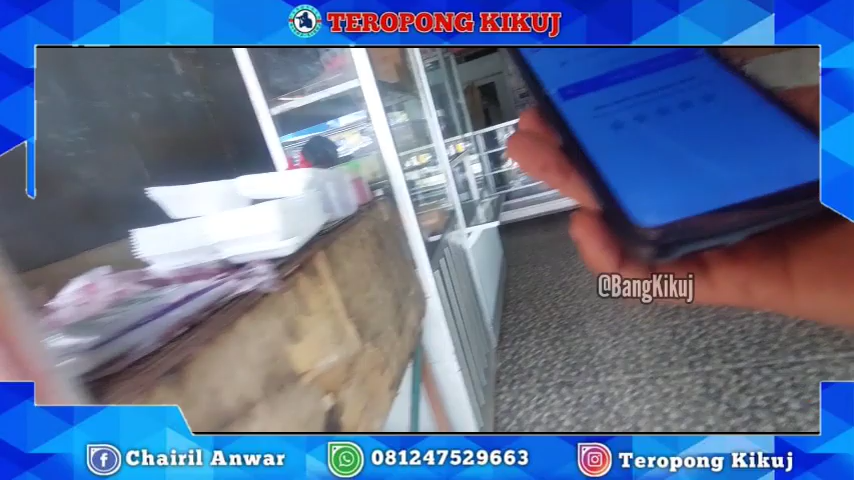 TEROPONG KIKUJ
@BangKikuj
Chairil Anwar
081247529663
Teropong Kikuj